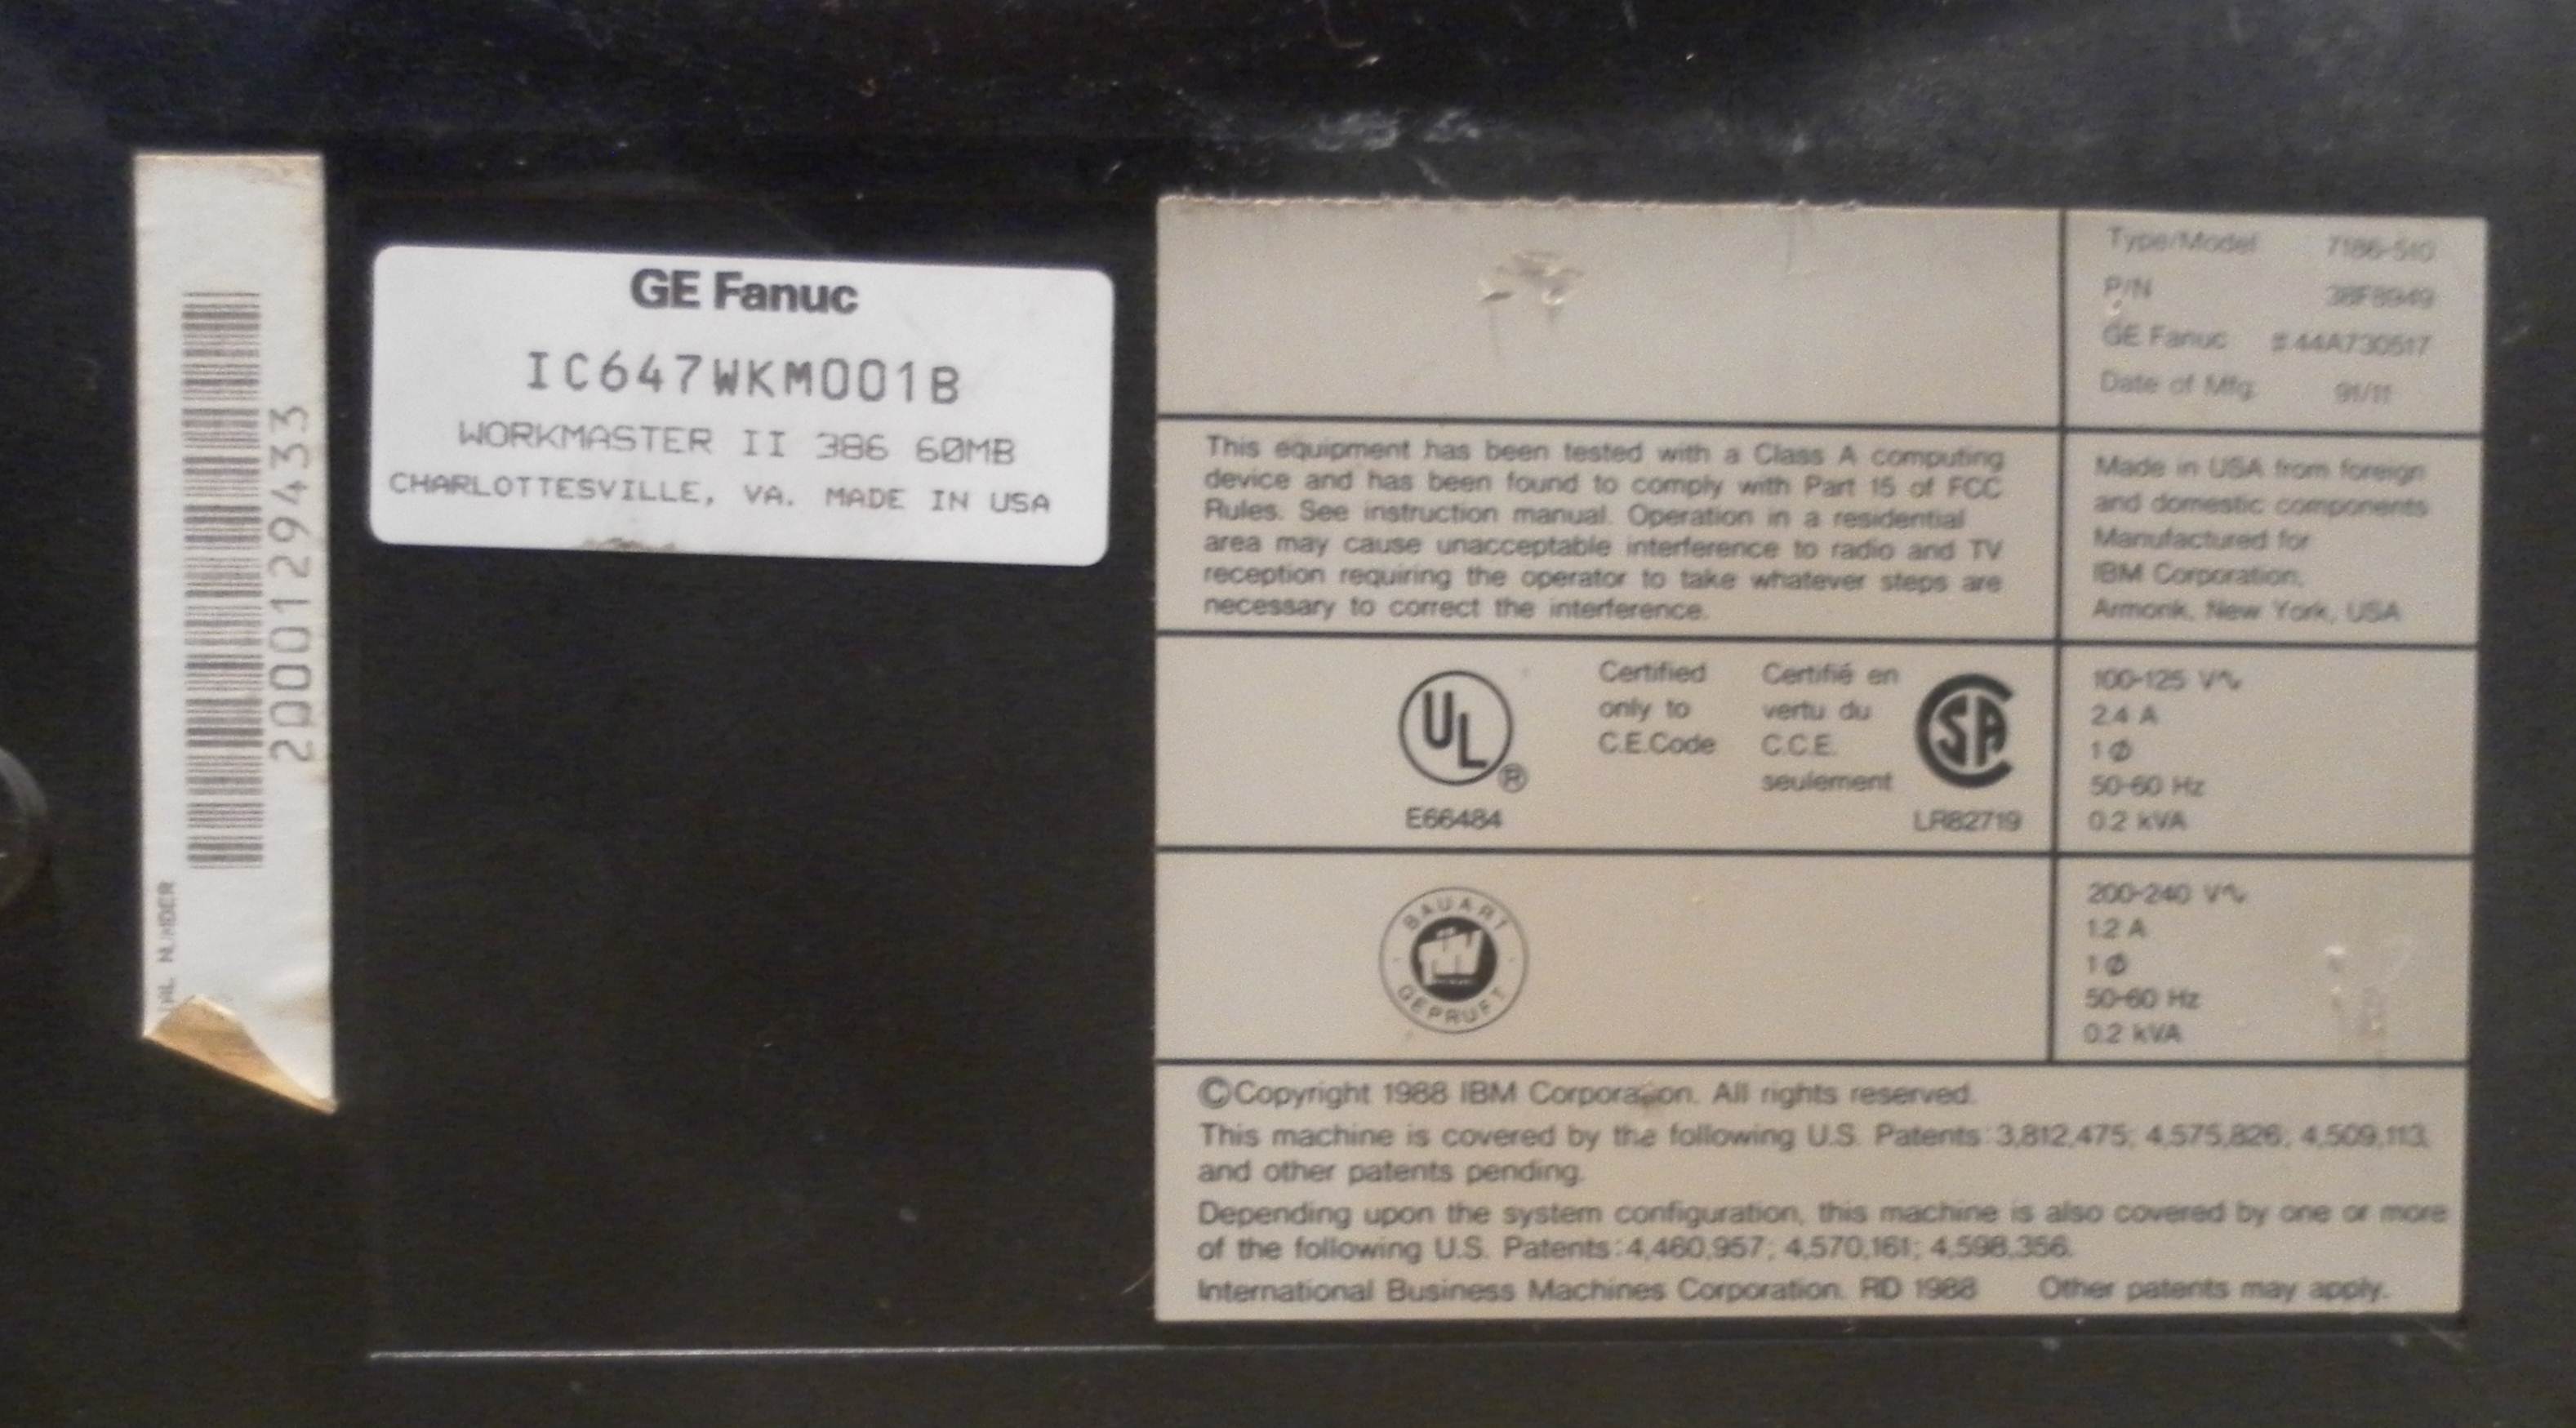 200129433
GE Fanuc
IC647WKM001B
WORKMASTER II 386 60MB
CHARLOTTESVILLE, VA. MADE IN USA
Type/Model 7186-510
P/N 38F8949
GE Fanuc # 44A730517
Date of Mfg. 91/11
This equipment has been tested with a Class A computing
device and has been found to comply with Part 15 of FCC
Rules. See instruction manual. Operation in a residential
area may cause unacceptable interference to radio and TV
reception requiring the operator to take whatever steps are
necessary to correct the interference.
Made in USA from foreign
and domestic components
Manufactured for
IBM Corporation,
Armonk, New York, USA
UL®
E66484
Certified
only to
C.E.Code
Certifié en
vertu du
C.C.E.
seulement
SA
LR82719
100-125 V∿
2.4 A
1 Ø
50-60 Hz
0.2 kVA
BAUART
GEPRUFT
200-240 V∿
1.2 A
1 Ø
50-60 Hz
0.2 kVA
©Copyright 1988 IBM Corporation. All rights reserved.
This machine is covered by the following U.S. Patents: 3,812,475; 4,575,826; 4,509,113,
and other patents pending.
Depending upon the system configuration, this machine is also covered by one or more
of the following U.S. Patents: 4,460,957; 4,570,161; 4,598,356.
International Business Machines Corporation. RD 1988 Other patents may apply.